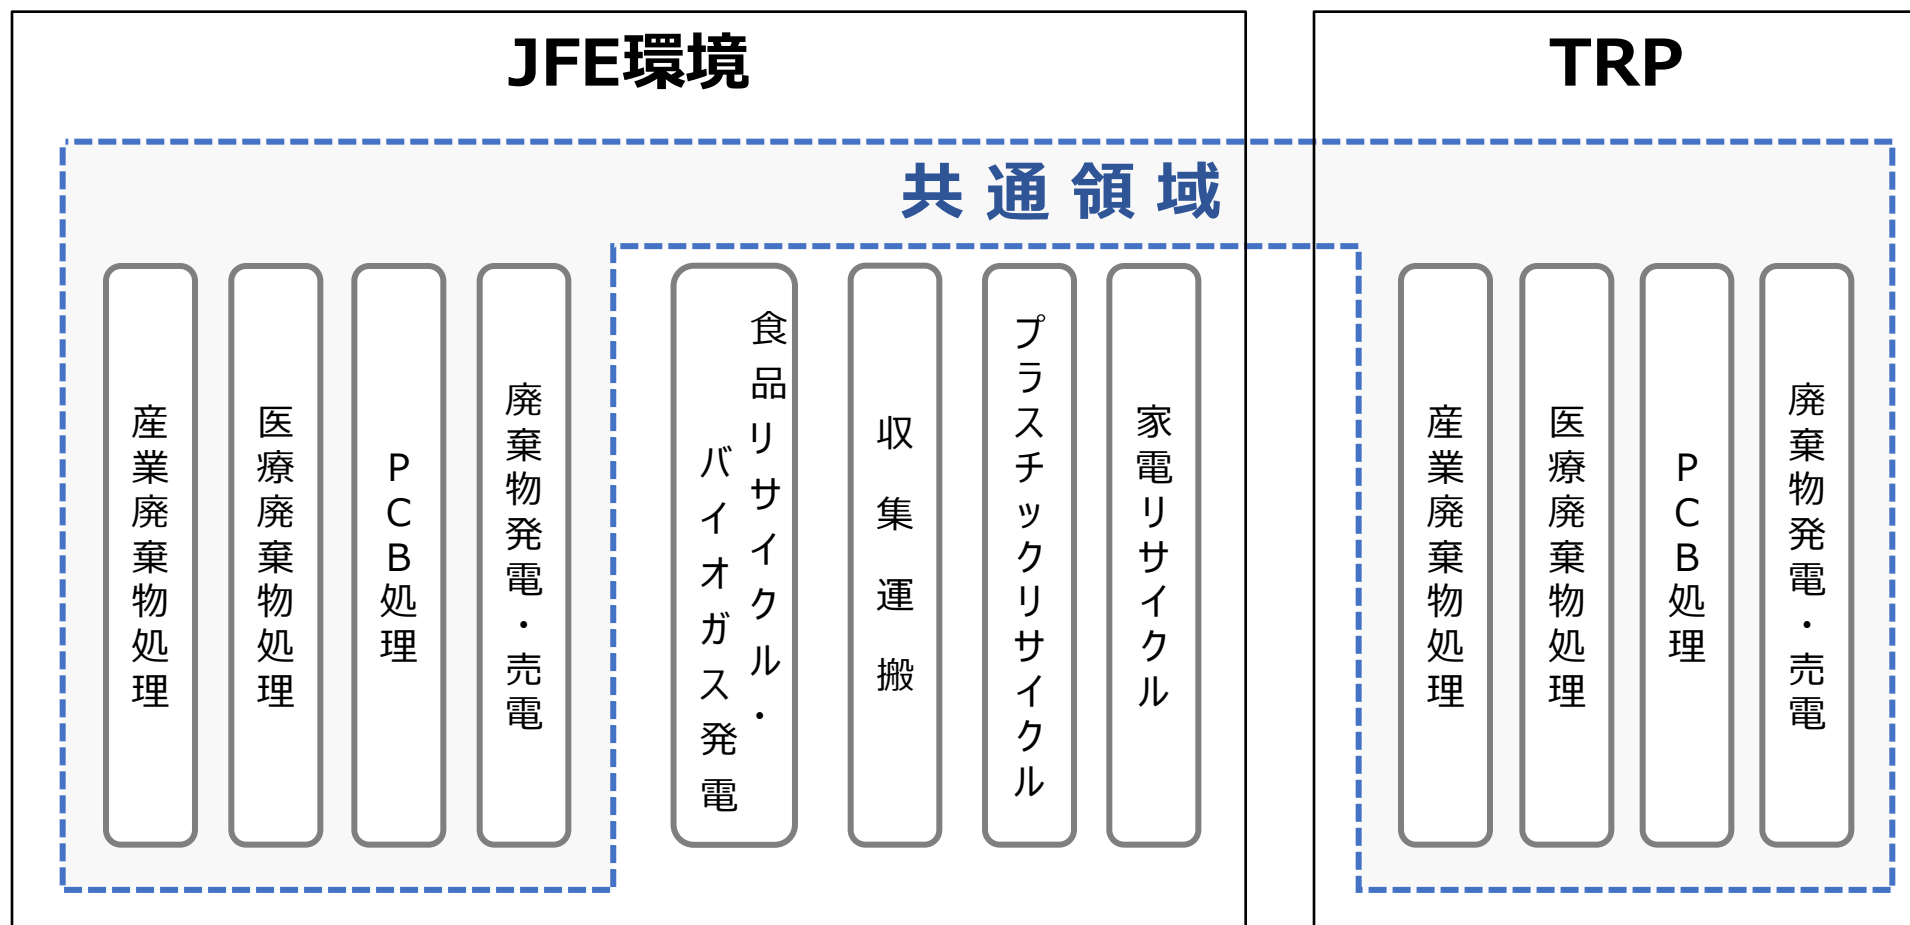 JFE環境
TRP
共通領域
産業廃棄物処理
医療廃棄物処理
PCB処理
廃棄物発電・売電
食品リサイクル・
バイオガス発電
収集運搬
プラスチックリサイクル
家電リサイクル
産業廃棄物処理
医療廃棄物処理
PCB処理
廃棄物発電・売電